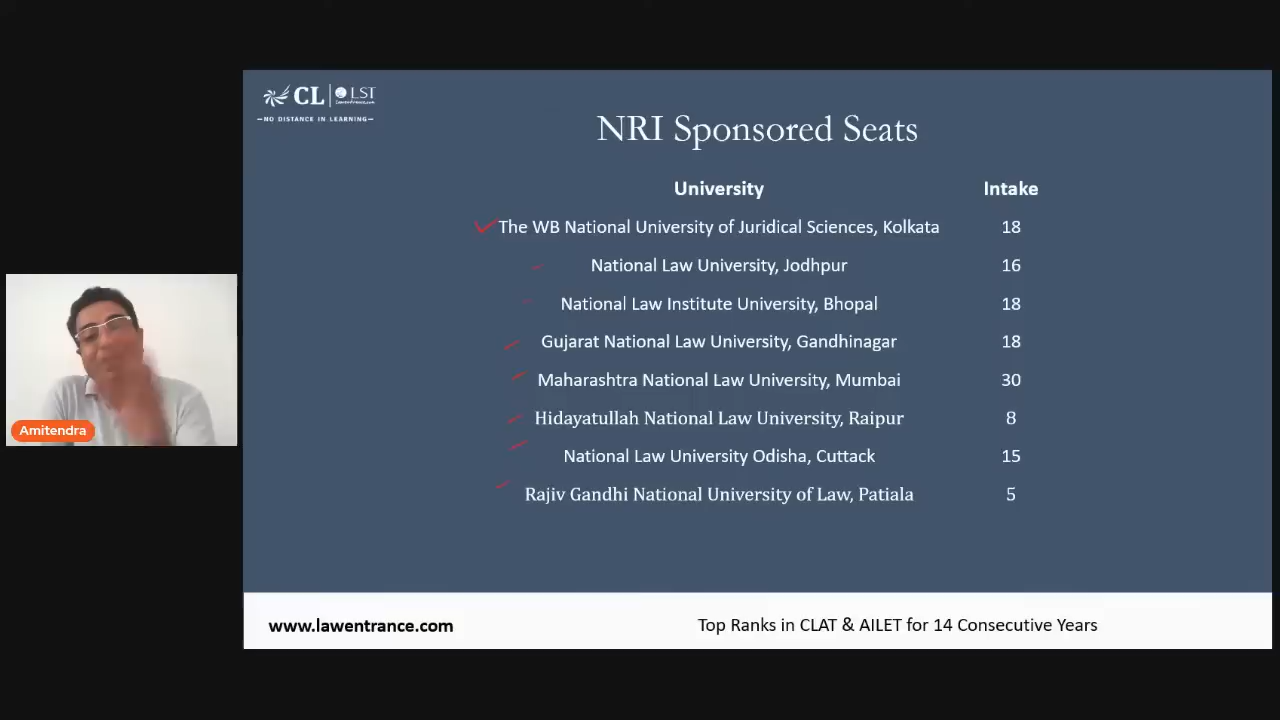 CL LST
lawentrance.com
NO DISTANCE IN LEARNING
NRI Sponsored Seats
University Intake
The WB National University of Juridical Sciences, Kolkata 18
National Law University, Jodhpur 16
National Law Institute University, Bhopal 18
Gujarat National Law University, Gandhinagar 18
Maharashtra National Law University, Mumbai 30
Hidayatullah National Law University, Raipur 8
National Law University Odisha, Cuttack 15
Rajiv Gandhi National University of Law, Patiala 5
Amitendra
www.lawentrance.com Top Ranks in CLAT & AILET for 14 Consecutive Years